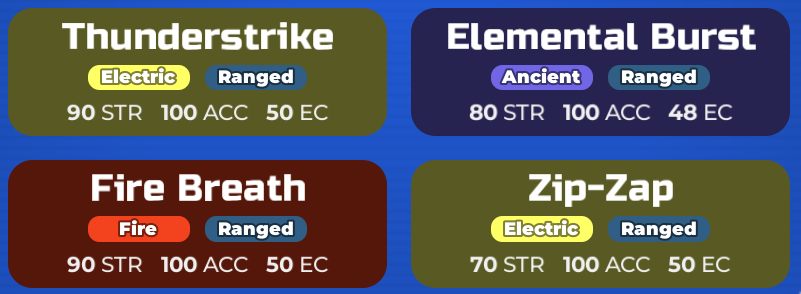 Thunderstrike
Electric Ranged
90 STR 100 ACC 50 EC
Elemental Burst
Ancient Ranged
80 STR 100 ACC 48 EC
Fire Breath
Fire Ranged
90 STR 100 ACC 50 EC
Zip-Zap
Electric Ranged
70 STR 100 ACC 50 EC